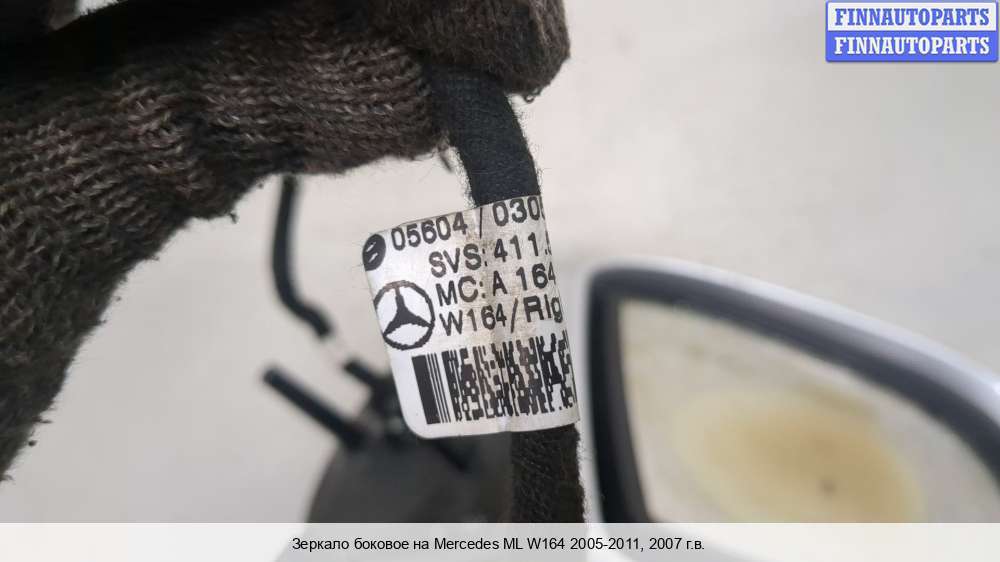 FINNAUTOPARTS
FINNAUTOPARTS
05604 / 030
SVS: 411.
MC: A 164
W164/Rig
Зеркало боковое на Mercedes ML W164 2005-2011, 2007 г.в.